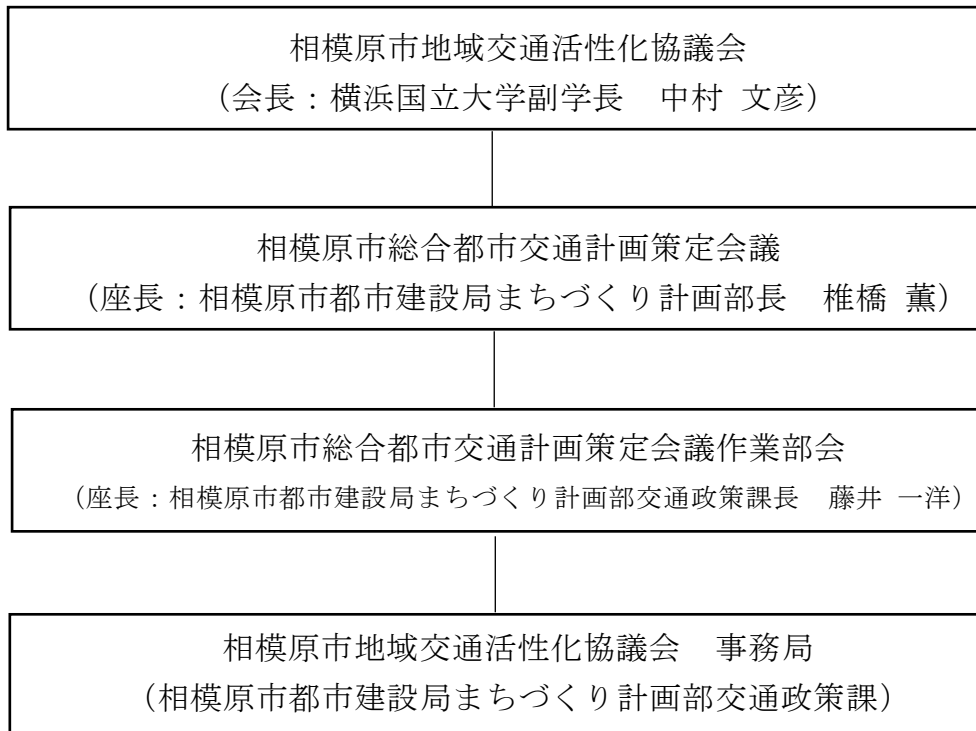 相模原市地域交通活性化協議会
（会長：横浜国立大学副学長　中村 文彦）
相模原市総合都市交通計画策定会議
（座長：相模原市都市建設局まちづくり計画部長　椎橋 薫）
相模原市総合都市交通計画策定会議作業部会
（座長：相模原市都市建設局まちづくり計画部交通政策課長　藤井 一洋）
相模原市地域交通活性化協議会　事務局
（相模原市都市建設局まちづくり計画部交通政策課）